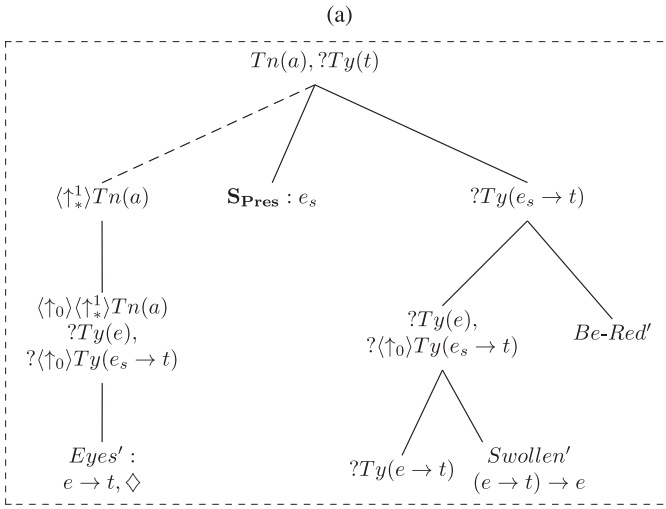 (a)
Tn(a), ?Ty(t)
⟨↑¹∗⟩Tn(a)
S_Pres : e_s
?Ty(e_s → t)
⟨↑₀⟩⟨↑¹∗⟩Tn(a)
?Ty(e),
?⟨↑₀⟩Ty(e_s → t)
?Ty(e),
?⟨↑₀⟩Ty(e_s → t)
Be-Red′
Eyes′ :
e → t, ♢
?Ty(e → t)
Swollen′
(e → t) → e